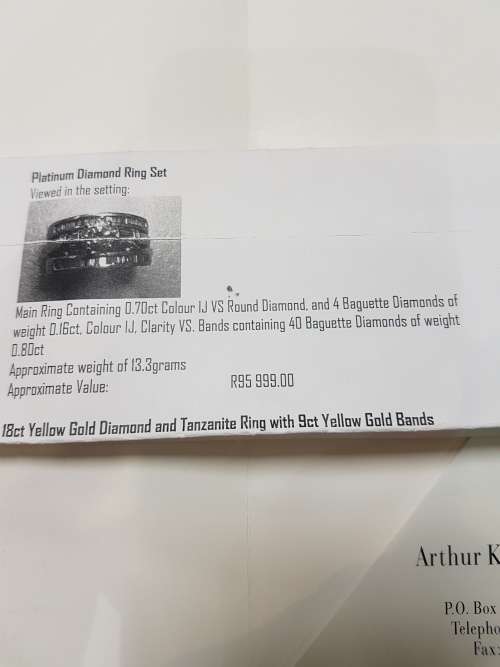 Platinum Diamond Ring Set
Viewed in the setting:
Main Ring Containing 0.70ct Colour IJ VS Round Diamond, and 4 Baguette Diamonds of
weight 0.16ct, Colour IJ, Clarity VS. Bands containing 40 Baguette Diamonds of weight
0.80ct
Approximate weight of 13.3grams
Approximate Value: R95 999.00
18ct Yellow Gold Diamond and Tanzanite Ring with 9ct Yellow Gold Bands
Arthur K
P.O. Box
Telepho
Fax: